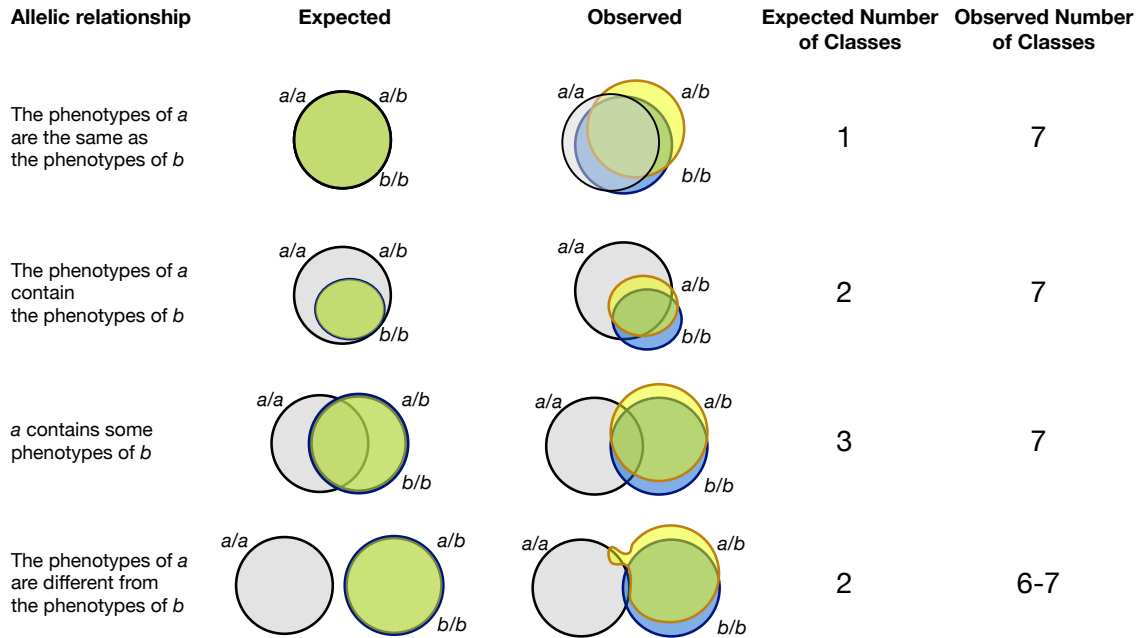 Allelic relationship Expected Observed Expected Number Observed Number
of Classes of Classes
The phenotypes of a
are the same as
the phenotypes of b
a/a a/b
b/b
a/a a/b
b/b
1 7
The phenotypes of a
contain
the phenotypes of b
a/a a/b
b/b
a/a
a/b
b/b
2 7
a contains some
phenotypes of b
a/a a/b
b/b
a/a a/b
b/b
3 7
The phenotypes of a
are different from
the phenotypes of b
a/a a/b
b/b
a/a a/b
b/b
2 6-7